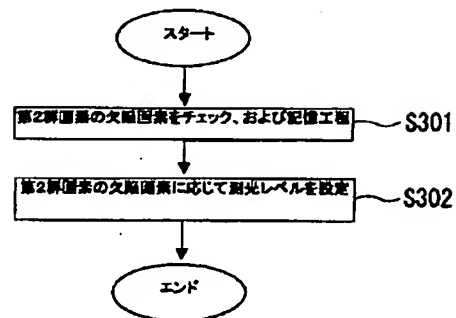 スタート
第2群画素の欠陥画素をチェック、および記憶工程
S301
第2群画素の欠陥画素に応じて測光レベルを設定
S302
エンド